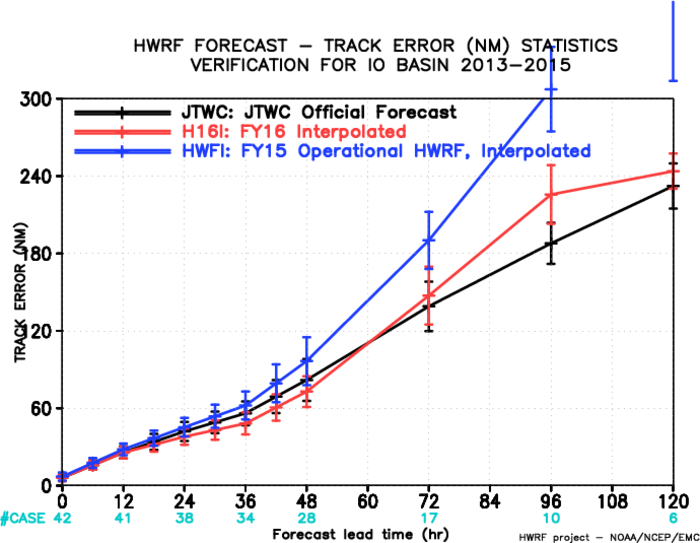 HWRF FORECAST – TRACK ERROR (NM) STATISTICS
VERIFICATION FOR IO BASIN 2013–2015
JTWC: JTWC Official Forecast
H16I: FY16 Interpolated
HWFI: FY15 Operational HWRF, Interpolated
TRACK ERROR (NM)
300
240
180
120
60
0
0 12 24 36 48 60 72 84 96 108 120
#CASE 42 41 38 34 28 17 10 6
Forecast lead time (hr)
HWRF project – NOAA/NCEP/EMC